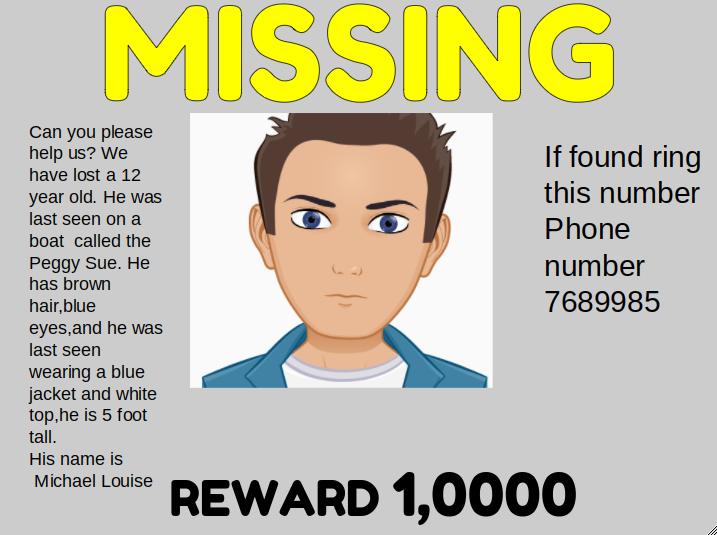 MISSING
Can you please
help us? We
have lost a 12
year old. He was
last seen on a
boat  called the
Peggy Sue. He
has brown
hair,blue
eyes,and he was
last seen
wearing a blue
jacket and white
top,he is 5 foot
tall.
His name is
Michael Louise
If found ring
this number
Phone
number
7689985
REWARD 1,0000